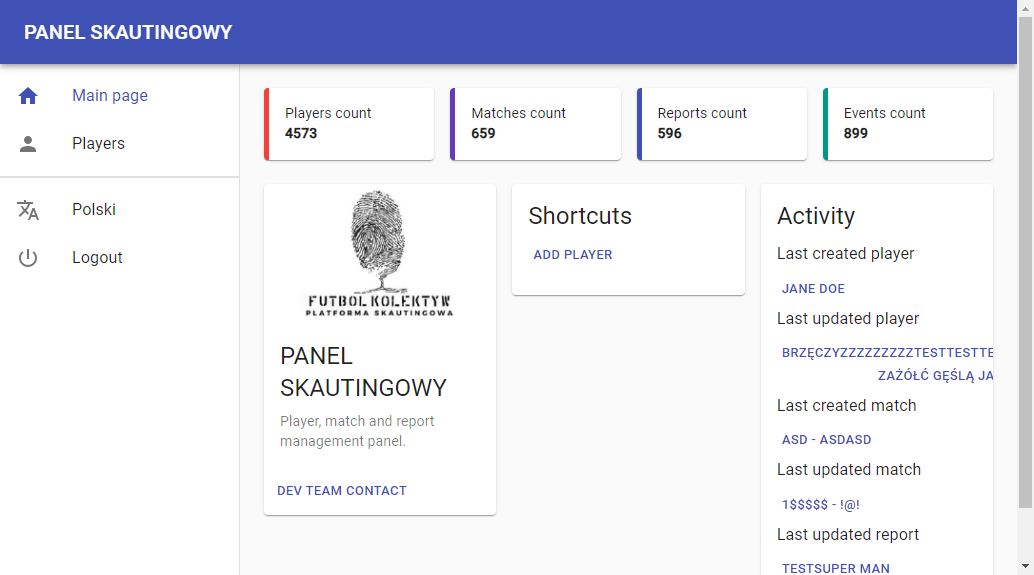 PANEL SKAUTINGOWY
Main page
Players
Polski
Logout
Players count
4573
Matches count
659
Reports count
596
Events count
899
FUTBOL KOLEKTYW
PLATFORMA SKAUTINGOWA
PANEL
SKAUTINGOWY
Player, match and report
management panel.
DEV TEAM CONTACT
Shortcuts
ADD PLAYER
Activity
Last created player
JANE DOE
Last updated player
BRZĘCZYZZZZZZZZZTESTTESTTE
ZAŻÓŁĆ GĘŚLĄ JA
Last created match
ASD - ASDASD
Last updated match
1$$$$$ - !@!
Last updated report
TESTSUPER MAN